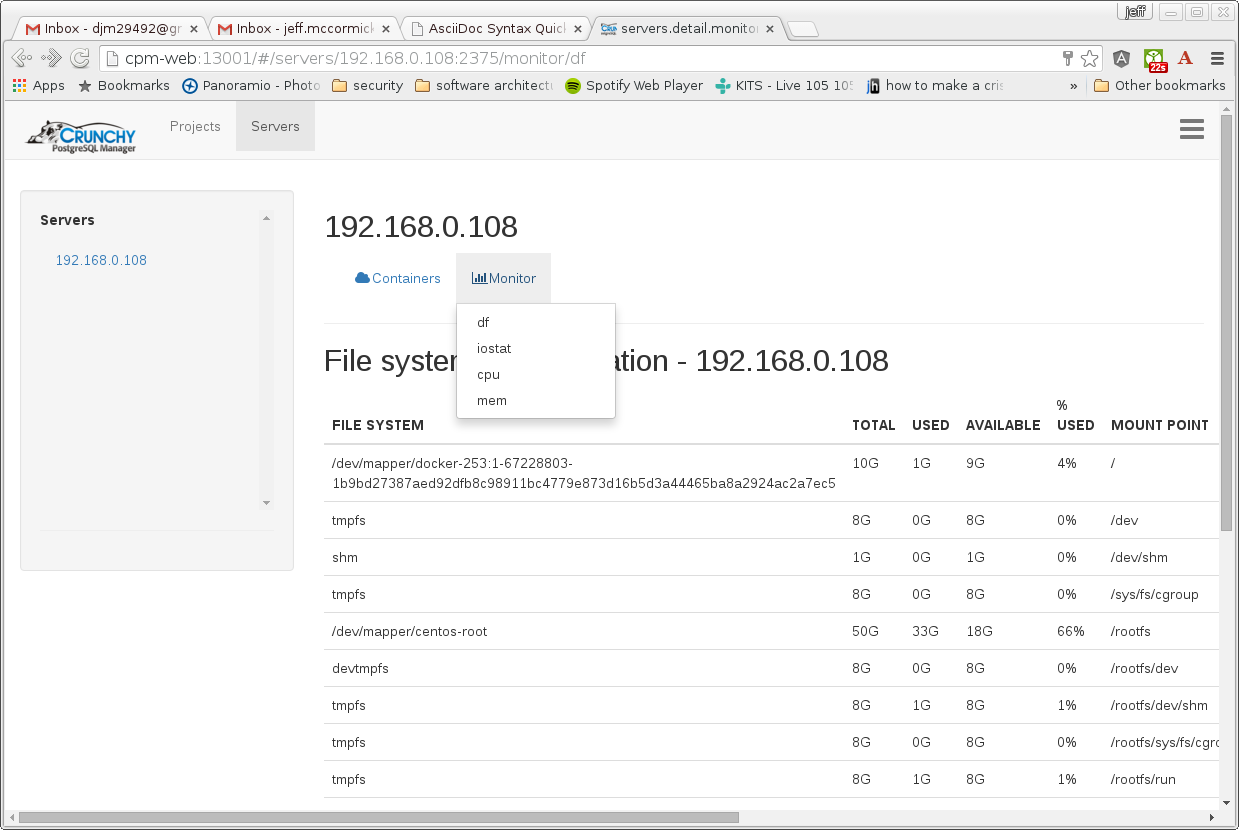 jeff
Inbox - djm29492@gr
Inbox - jeff.mccormick
AsciiDoc Syntax Quick
servers.detail.monitor
cpm-web:13001/#/servers/192.168.0.108:2375/monitor/df
22s
Apps
Bookmarks
Panoramio - Photo
security
software architectu
Spotify Web Player
KITS - Live 105 105
how to make a cris
»
Other bookmarks
CRUNCHY
PostgreSQL Manager
Projects
Servers
Servers
192.168.0.108
192.168.0.108
Containers
Monitor
df
iostat
cpu
mem
File system ation - 192.168.0.108
FILE SYSTEM TOTAL USED AVAILABLE % USED MOUNT POINT
/dev/mapper/docker-253:1-67228803-
1b9bd27387aed92dfb8c98911bc4779e873d16b5d3a44465ba8a2924ac2a7ec5 10G 1G 9G 4% /
tmpfs 8G 0G 8G 0% /dev
shm 1G 0G 1G 0% /dev/shm
tmpfs 8G 0G 8G 0% /sys/fs/cgroup
/dev/mapper/centos-root 50G 33G 18G 66% /rootfs
devtmpfs 8G 0G 8G 0% /rootfs/dev
tmpfs 8G 1G 8G 1% /rootfs/dev/shm
tmpfs 8G 0G 8G 0% /rootfs/sys/fs/cgro
tmpfs 8G 1G 8G 1% /rootfs/run